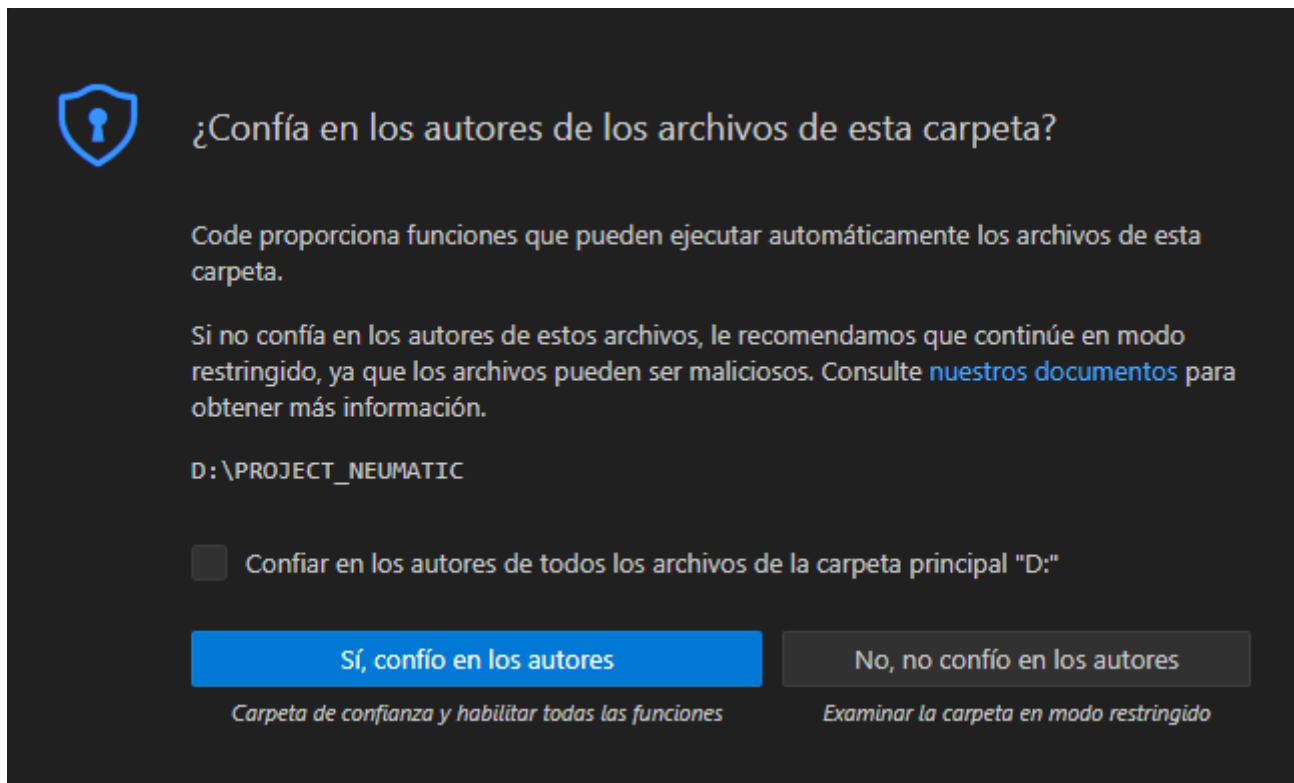 ¿Confía en los autores de los archivos de esta carpeta?
Code proporciona funciones que pueden ejecutar automáticamente los archivos de esta
carpeta.
Si no confía en los autores de estos archivos, le recomendamos que continúe en modo
restringido, ya que los archivos pueden ser maliciosos. Consulte nuestros documentos para
obtener más información.
D:\PROJECT_NEUMATIC
Confiar en los autores de todos los archivos de la carpeta principal "D:"
Sí, confío en los autores
No, no confío en los autores
Carpeta de confianza y habilitar todas las funciones
Examinar la carpeta en modo restringido